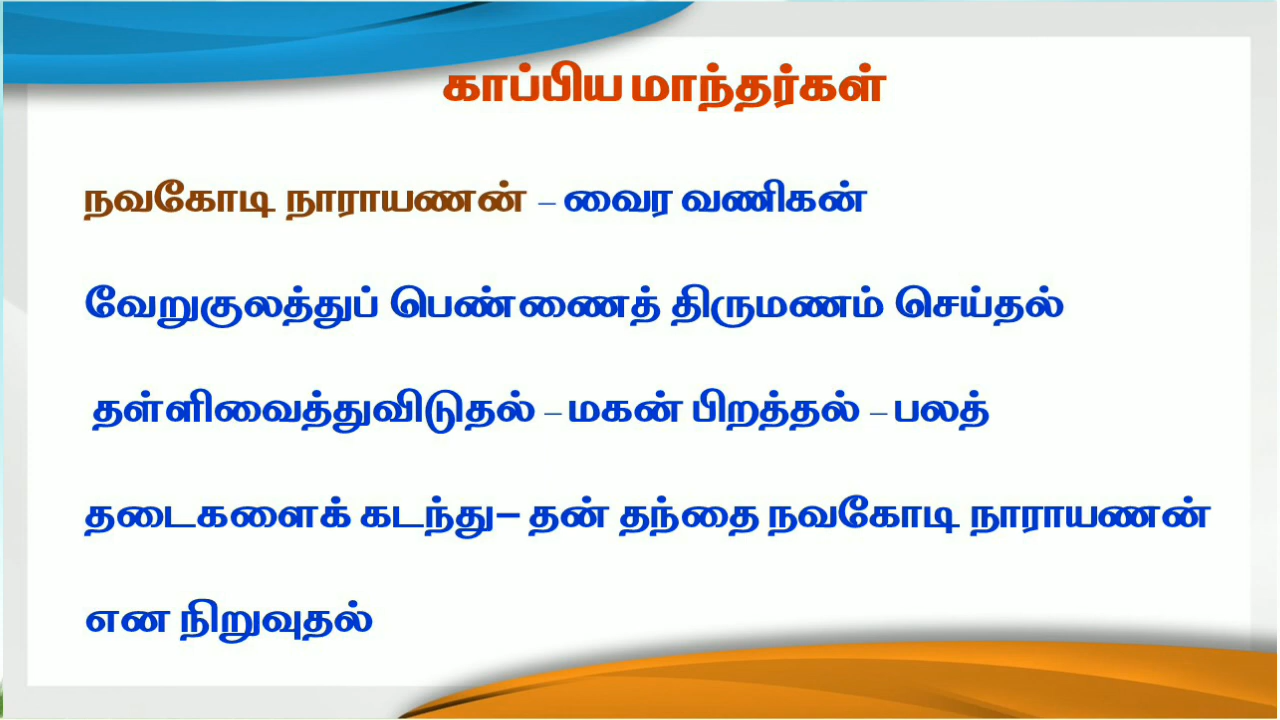 காப்பிய மாந்தர்கள்
நவகோடி நாராயணன் – வைர வணிகன்
வேறுகுலத்துப் பெண்ணைத் திருமணம் செய்தல்
தள்ளிவைத்துவிடுதல் – மகன் பிறத்தல் – பலத்
தடைகளைக் கடந்து– தன் தந்தை நவகோடி நாராயணன்
என நிறுவுதல்